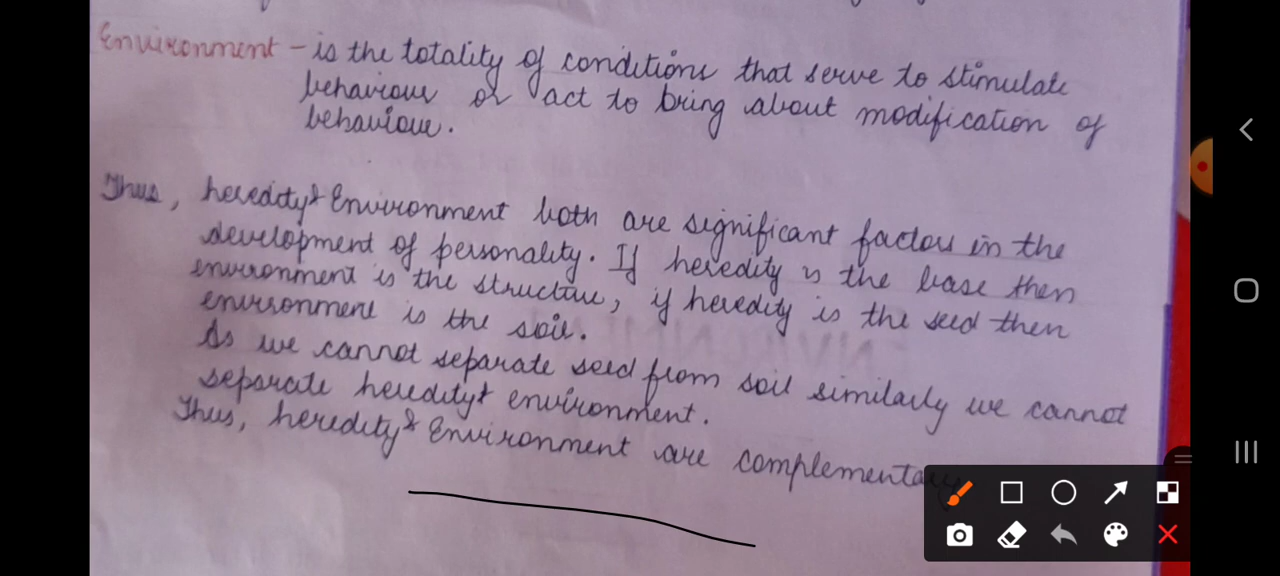 Environment - is the totality of conditions that serve to stimulate
behaviour or act to bring about modification of
behaviour.
Thus, heredity & Environment both are significant factors in the
development of personality. If heredity is the base then
environment is the structure, if heredity is the seed then
environment is the soil.
As we cannot separate seed from soil similarly we cannot
separate heredity & environment.
Thus, heredity & Environment are complementary